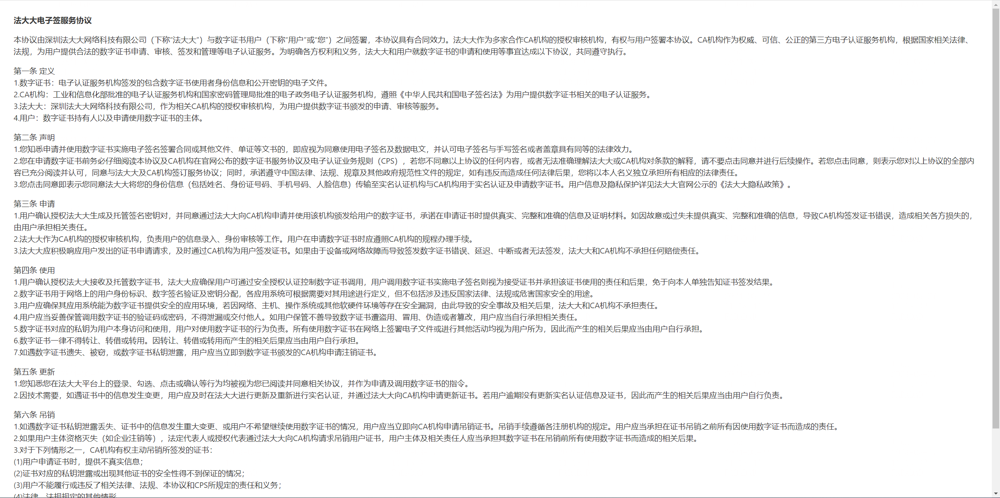 法大大电子签服务协议
本协议由深圳法大大网络科技有限公司（下称“法大大”）与数字证书用户（下称“用户”或“您”）之间签署，本协议具有合同效力。法大大作为多家合作CA机构的授权审核机构，有权与用户签署本协议。CA机构作为权威、可信、公正的第三方电子认证服务机构，根据国家相关法律、
法规，为用户提供合法的数字证书申请、审核、签发和管理等电子认证服务。为明确各方权利和义务，法大大和用户就数字证书的申请和使用等事宜达成以下协议，共同遵守执行。
第一条 定义
1.数字证书：电子认证服务机构签发的包含数字证书使用者身份信息和公开密钥的电子文件。
2.CA机构：工业和信息化部批准的电子认证服务机构和国家密码管理局批准的电子政务电子认证服务机构，遵照《中华人民共和国电子签名法》为用户提供数字证书相关的电子认证服务。
3.法大大：深圳法大大网络科技有限公司，作为相关CA机构的授权审核机构，为用户提供数字证书颁发的申请、审核等服务。
4.用户：数字证书持有人以及申请使用数字证书的主体。
第二条 声明
1.您知悉申请并使用数字证书实施电子签名签署合同或其他文件、单证等文书的，即应视为同意使用电子签名及数据电文，并认可电子签名与手写签名或者盖章具有同等的法律效力。
2.您在申请数字证书前务必仔细阅读本协议及CA机构在官网公布的数字证书服务协议及电子认证业务规则（CPS），若您不同意以上协议的任何内容，或者无法准确理解法大大或CA机构对条款的解释，请不要点击同意并进行后续操作。若您点击同意，则表示您对以上协议的全部内
容已充分阅读并认可，同意与法大大及CA机构签订服务协议；同时，承诺遵守中国法律、法规、规章及其他政府规范性文件的规定，如有违反而造成任何法律后果，您将以本人名义独立承担所有相应的法律责任。
3.您点击同意即表示您同意法大大将您的身份信息（包括姓名、身份证号码、手机号码、人脸信息）传输至实名认证机构与CA机构用于实名认证及申请数字证书。用户信息及隐私保护详见法大大官网公示的《法大大隐私政策》。
第三条 申请
1.用户确认授权法大大生成及托管签名密钥对，并同意通过法大大向CA机构申请并使用该机构颁发给用户的数字证书，承诺在申请证书时提供真实、完整和准确的信息及证明材料。如因故意或过失未提供真实、完整和准确的信息，导致CA机构签发证书错误，造成相关各方损失的，
由用户承担相关责任。
2.法大大作为CA机构的授权审核机构，负责用户的信息录入、身份审核等工作。用户在申请数字证书时应遵照CA机构的规程办理手续。
3.法大大应积极响应用户发出的证书申请请求，及时通过CA机构为用户签发证书。如果由于设备或网络故障而导致签发数字证书错误、延迟、中断或者无法签发，法大大和CA机构不承担任何赔偿责任。
第四条 使用
1.用户确认授权法大大接收及托管数字证书，法大大应确保用户可通过安全授权认证控制数字证书调用，用户调用数字证书实施电子签名则视为接受证书并承担该证书使用的责任和后果，免于向本人单独告知证书签发结果。
2.数字证书用于网络上的用户身份标识、数字签名验证及密钥分配，各应用系统可根据需要对其用途进行定义，但不包括涉及违反国家法律、法规或危害国家安全的用途。
3.用户应确保其应用系统能为数字证书提供安全的应用环境，若因网络、主机、操作系统或其他软硬件环境等存在安全漏洞，由此导致的安全事故及相关后果，法大大和CA机构不承担责任。
4.用户应当妥善保管调用数字证书的验证码或密码，不得泄漏或交付他人。如用户保管不善导致数字证书遭盗用、冒用、伪造或者篡改，用户应当自行承担相关责任。
5.数字证书对应的私钥为用户本身访问和使用，用户对使用数字证书的行为负责。所有使用数字证书在网络上签署电子文件或进行其他活动均视为用户所为，因此而产生的相关后果应当由用户自行承担。
6.数字证书一律不得转让、转借或转用。因转让、转借或转用而产生的相关后果应当由用户自行承担。
7.如遇数字证书遗失、被窃，或数字证书私钥泄露，用户应当立即到数字证书颁发的CA机构申请注销证书。
第五条 更新
1.您知悉您在法大大平台上的登录、勾选、点击或确认等行为均被视为您已阅读并同意相关协议，并作为申请及调用数字证书的指令。
2.因技术需要，如遇证书中的信息发生变更，用户应及时在法大大进行更新及重新进行实名认证，并通过法大大向CA机构申请更新证书。若用户逾期没有更新实名认证信息及证书，因此而产生的相关后果应当由用户自行负责。
第六条 吊销
1.如遇数字证书私钥泄露丢失、证书中的信息发生重大变更、或用户不希望继续使用数字证书的情况，用户应当立即向CA机构申请吊销证书。吊销手续遵循各注册机构的规定。用户应当承担在证书吊销之前所有因使用数字证书而造成的责任。
2.如果用户主体资格灭失（如企业注销等），法定代表人或授权代表通过法大大向CA机构请求吊销用户证书，用户主体及相关责任人应当承担其数字证书在吊销前所有使用数字证书而造成的相关后果。
3.对于下列情形之一，CA机构有权主动吊销所签发的证书：
(1)用户申请证书时，提供不真实信息；
(2)证书对应的私钥泄露或出现其他证书的安全性得不到保证的情况；
(3)用户不能履行或违反了相关法律、法规、本协议和CPS所规定的责任和义务；
(4)法律、法规规定的其他情形